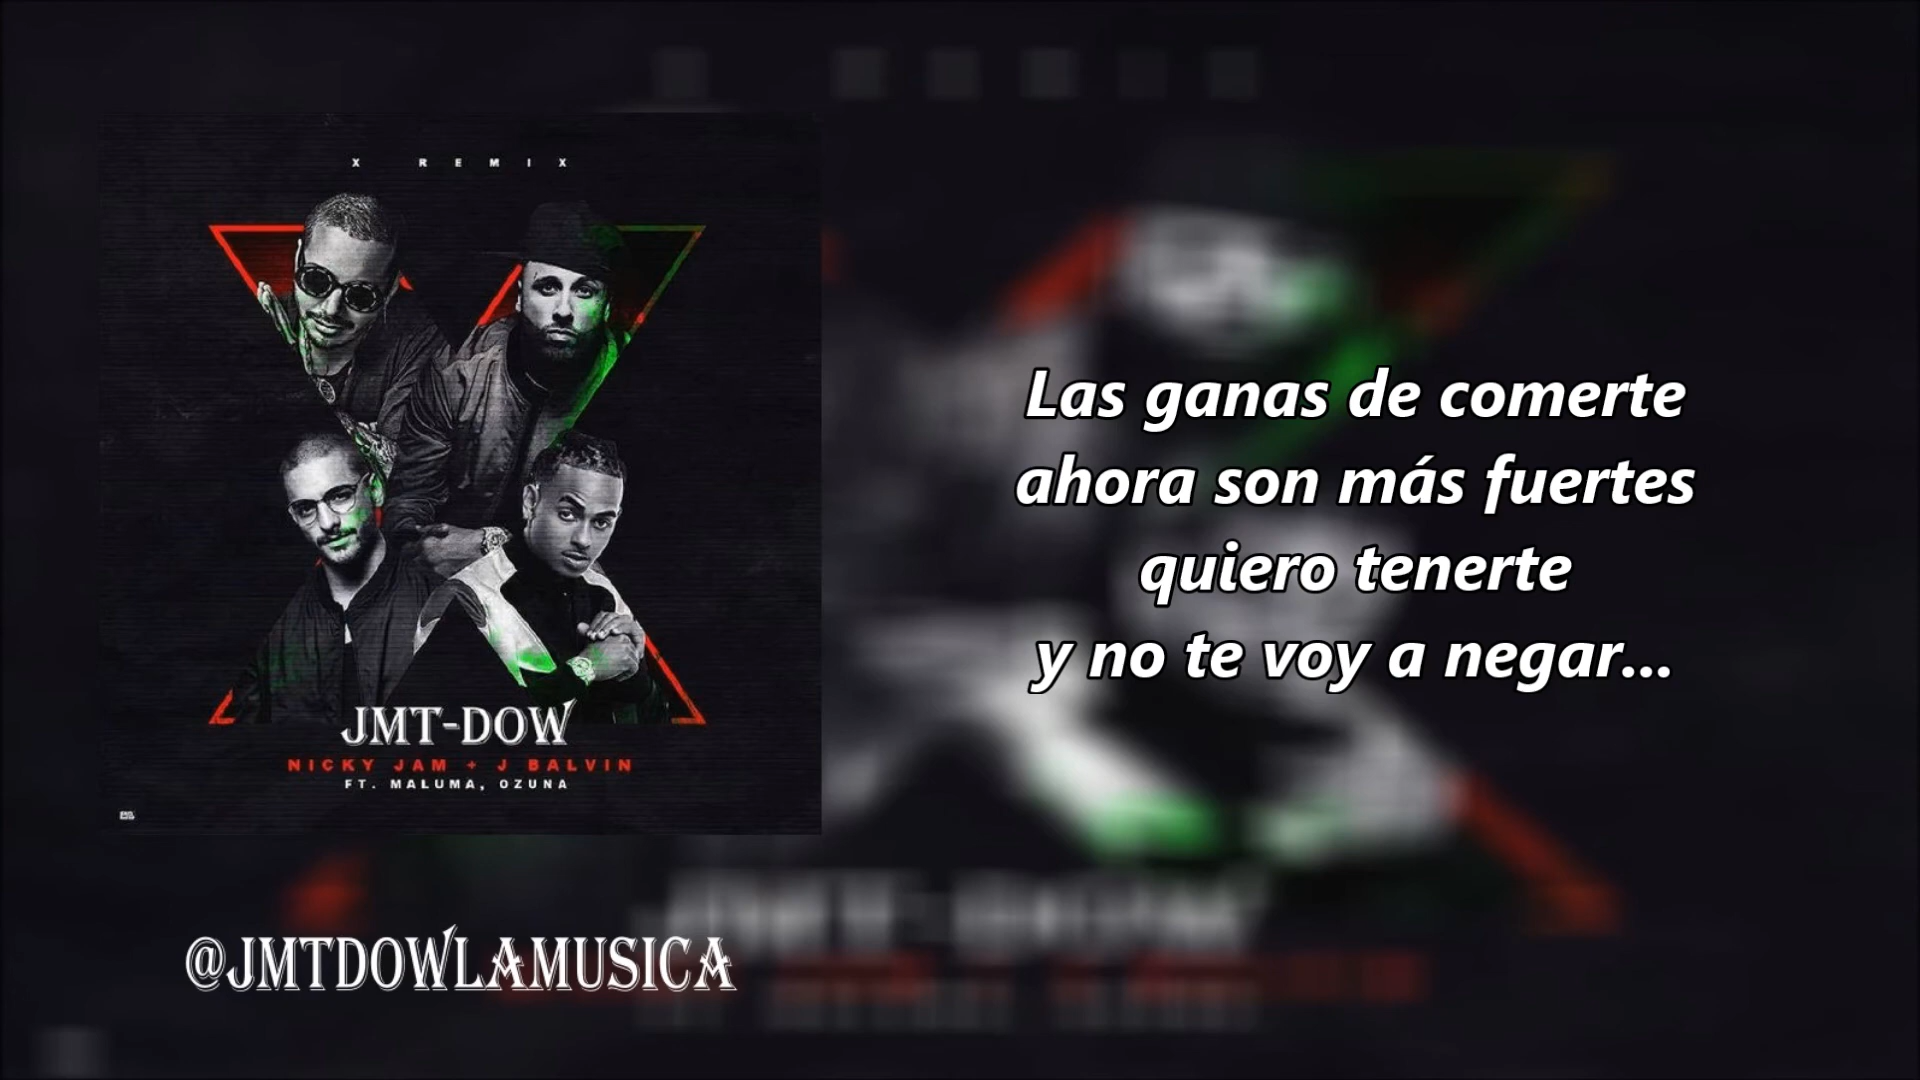 X REMIX
JMT-DOW
NICKY JAM + J BALVIN
FT. MALUMA, OZUNA
@JMTDOWLAMUSICA
Las ganas de comerte
ahora son más fuertes
quiero tenerte
y no te voy a negar...